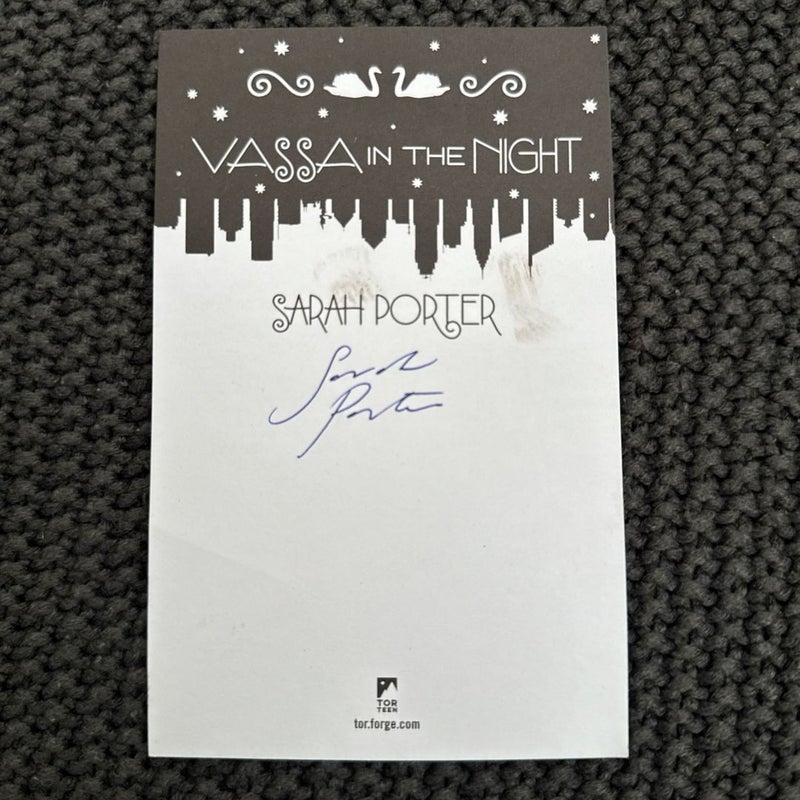 VASSA IN THE NIGHT
SARAH PORTER
Sarah
Porter
TOR
TEEN
tor.forge.com